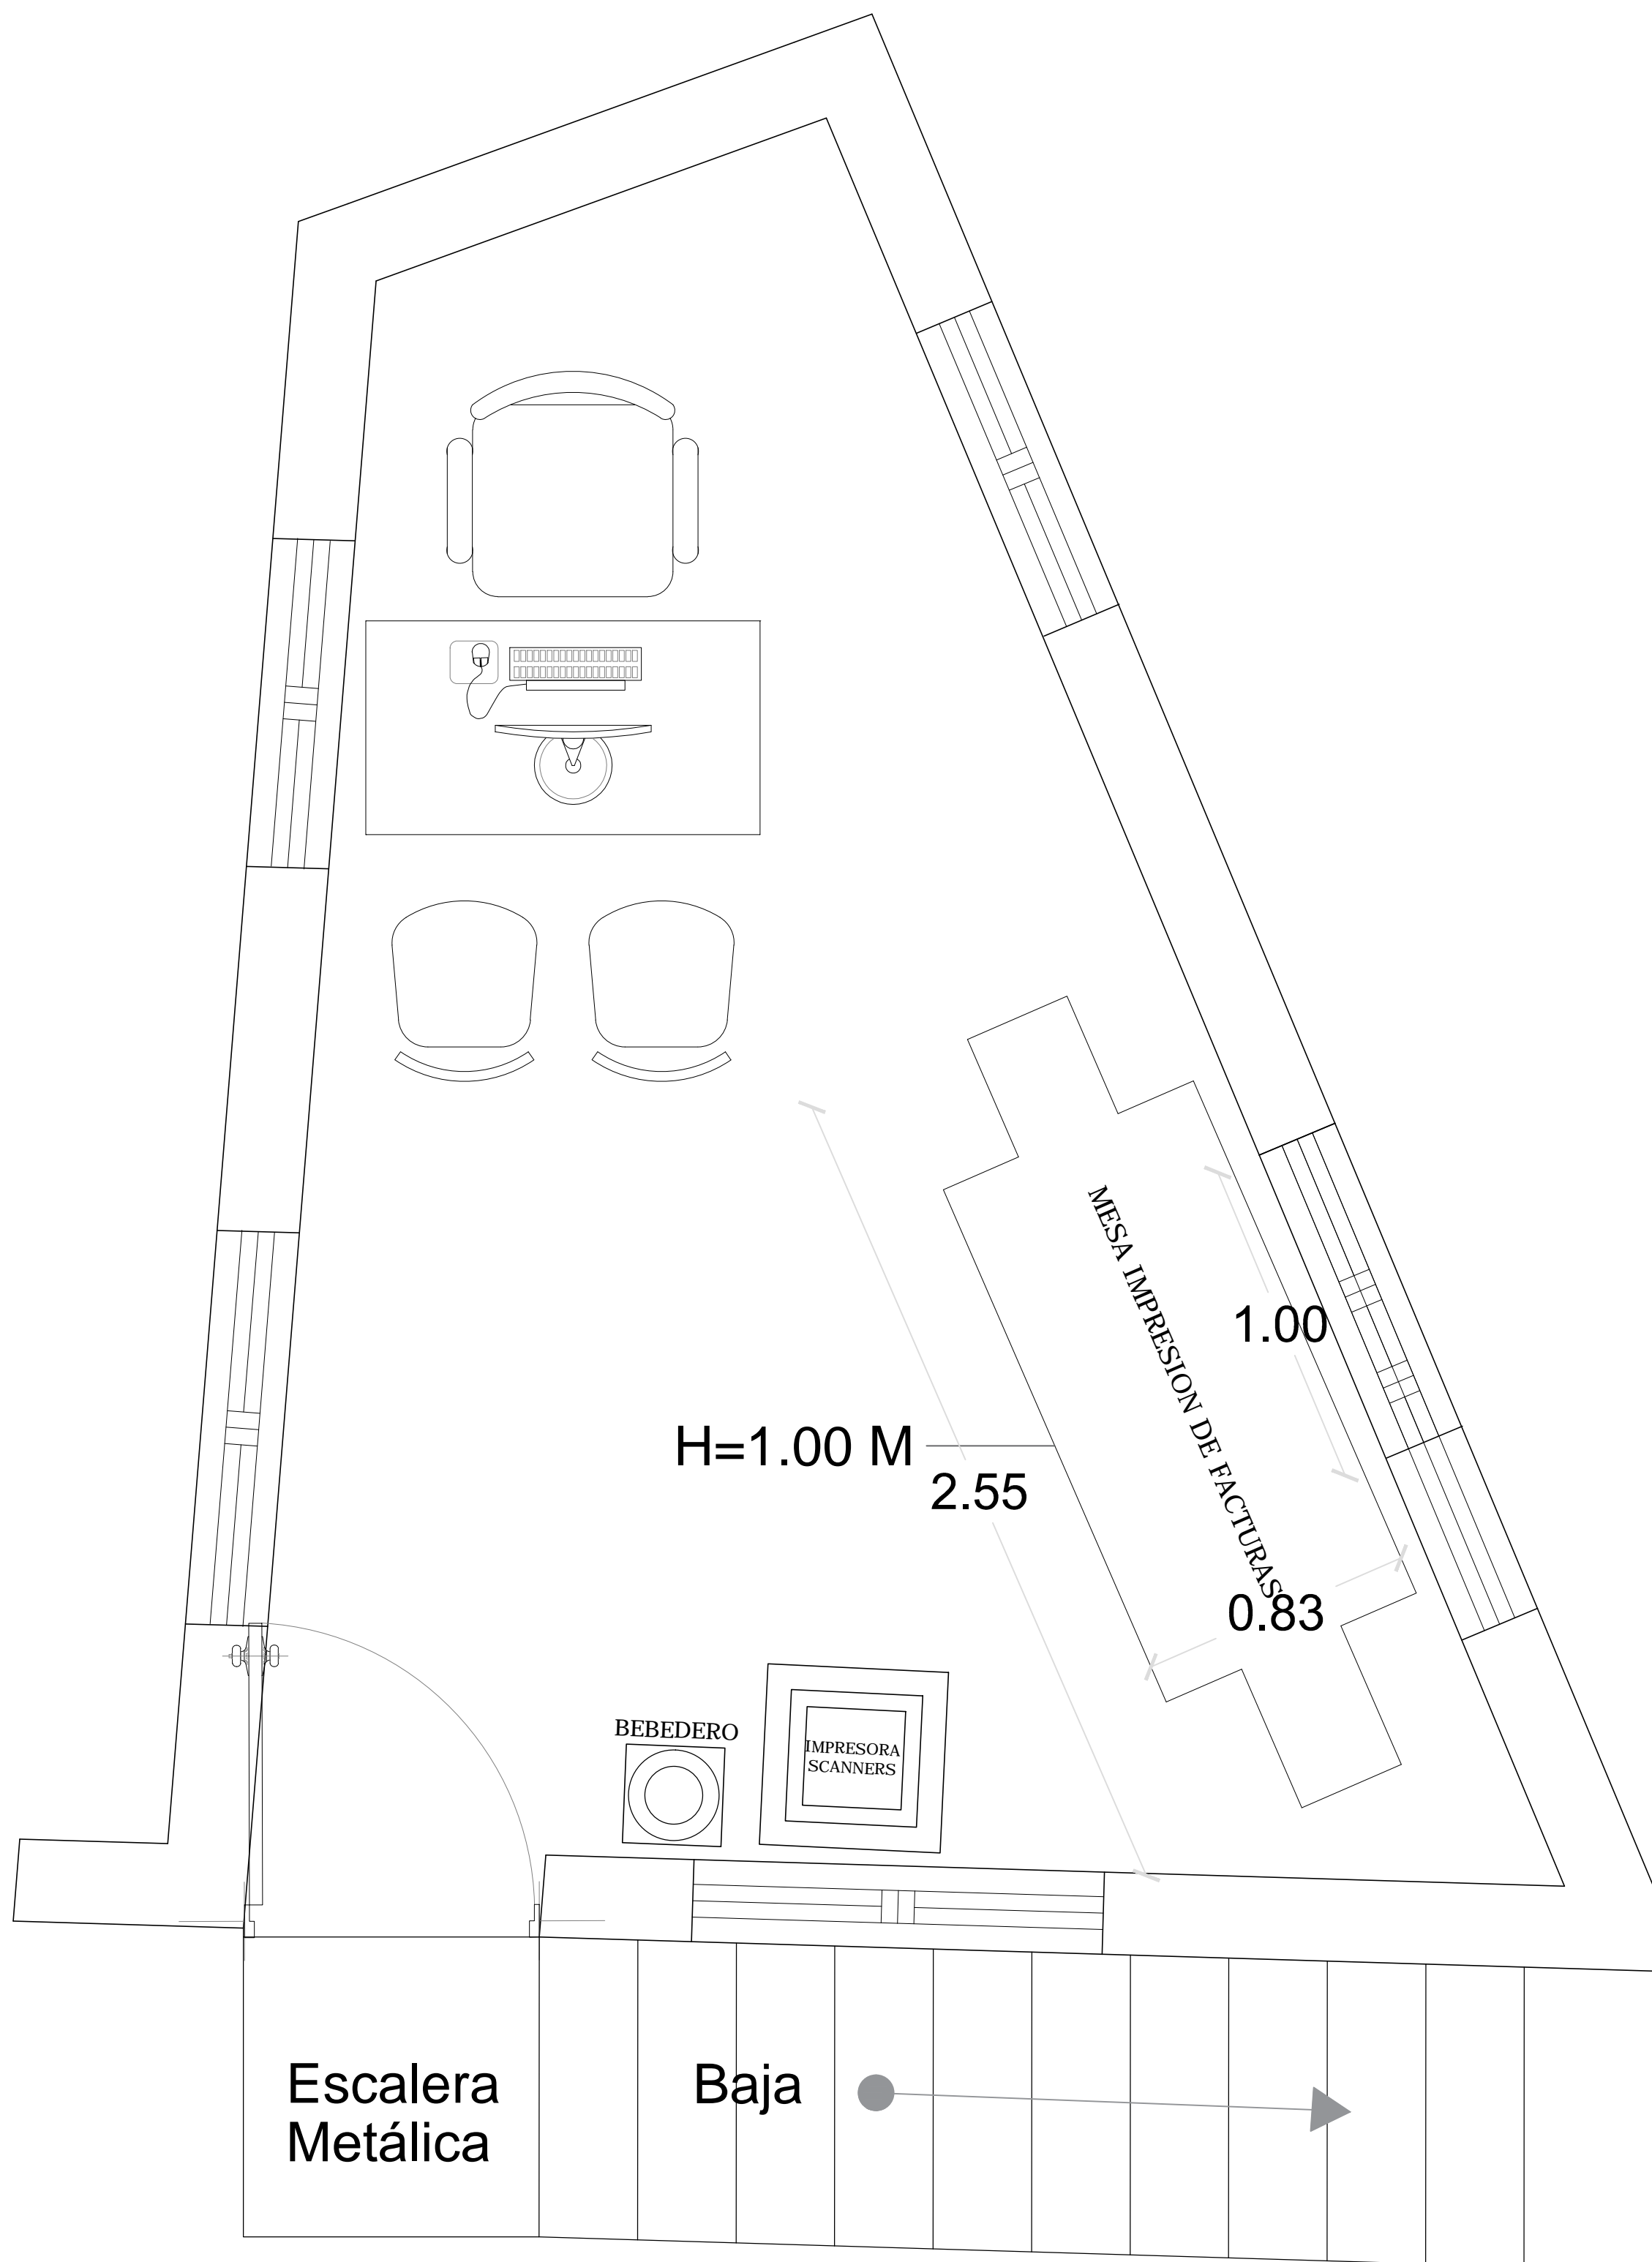 MESA IMPRESION DE FACTURAS
1.00
H=1.00 M
2.55
0.83
BEBEDERO
IMPRESORA
SCANNERS
Escalera
Metálica
Baja